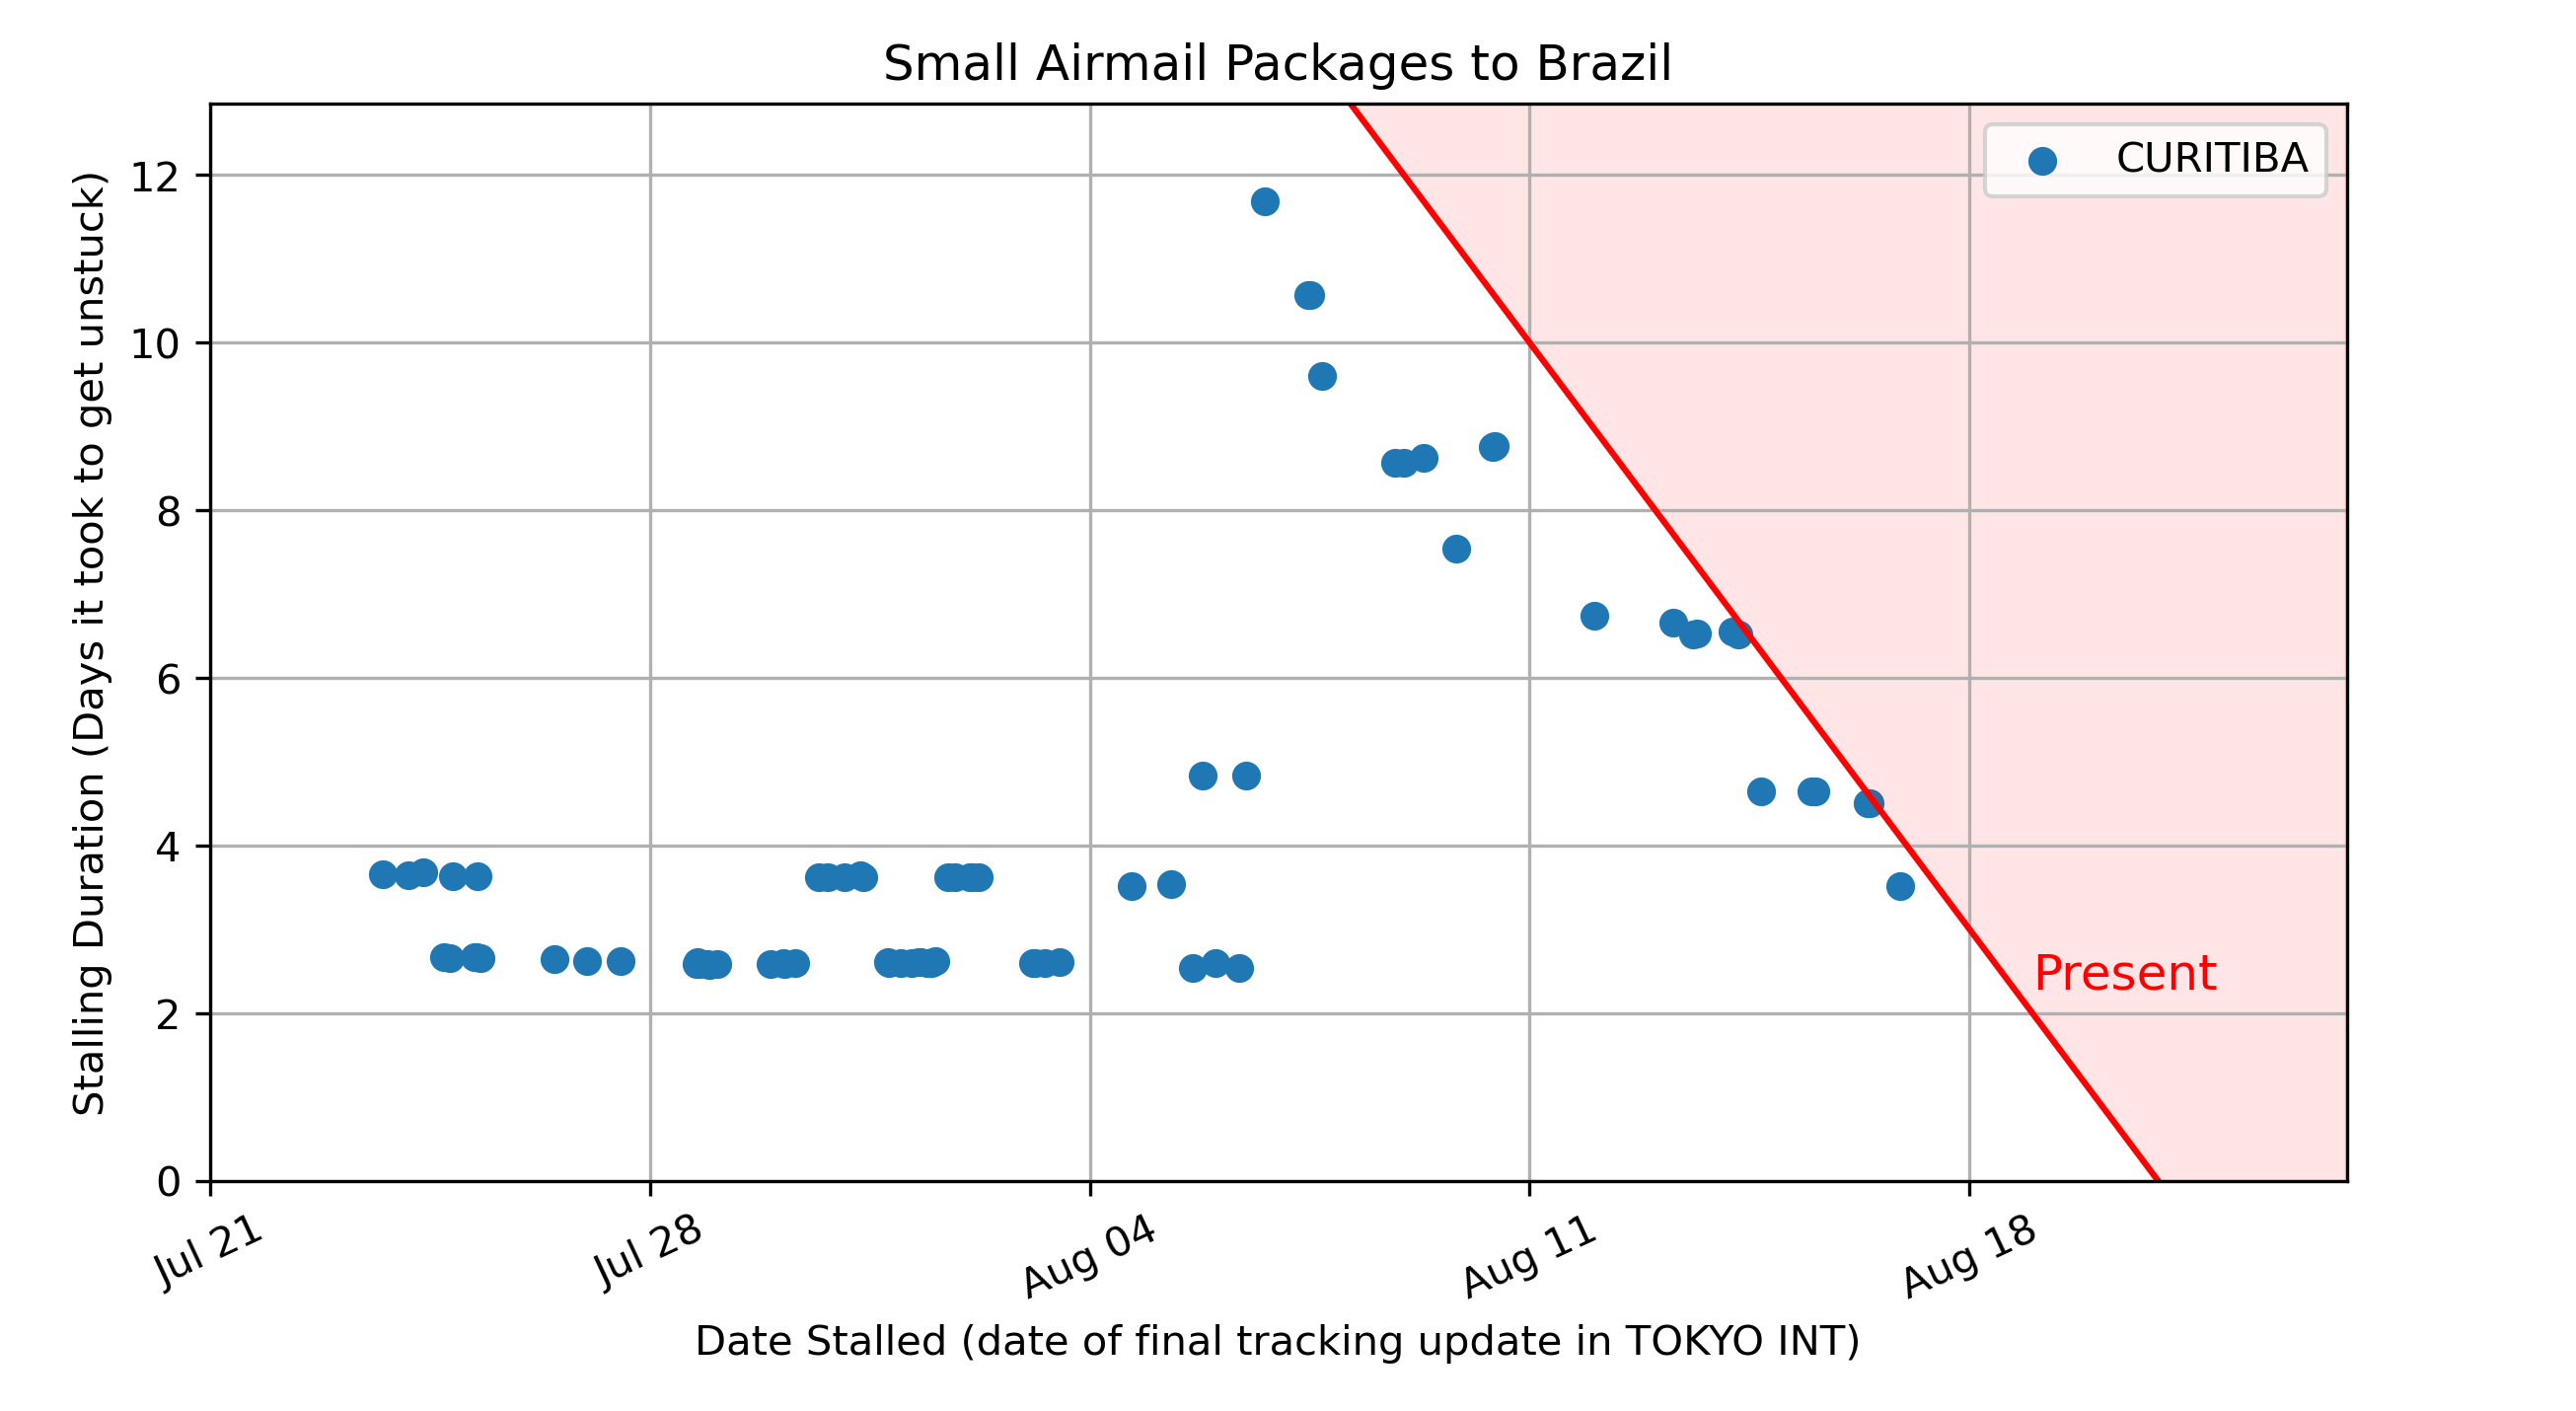 Small Airmail Packages to Brazil
CURITIBA
Stalling Duration (Days it took to get unstuck)
12
10
8
6
4
2
0
Present
Jul 21
Jul 28
Aug 04
Aug 11
Aug 18
Date Stalled (date of final tracking update in TOKYO INT)